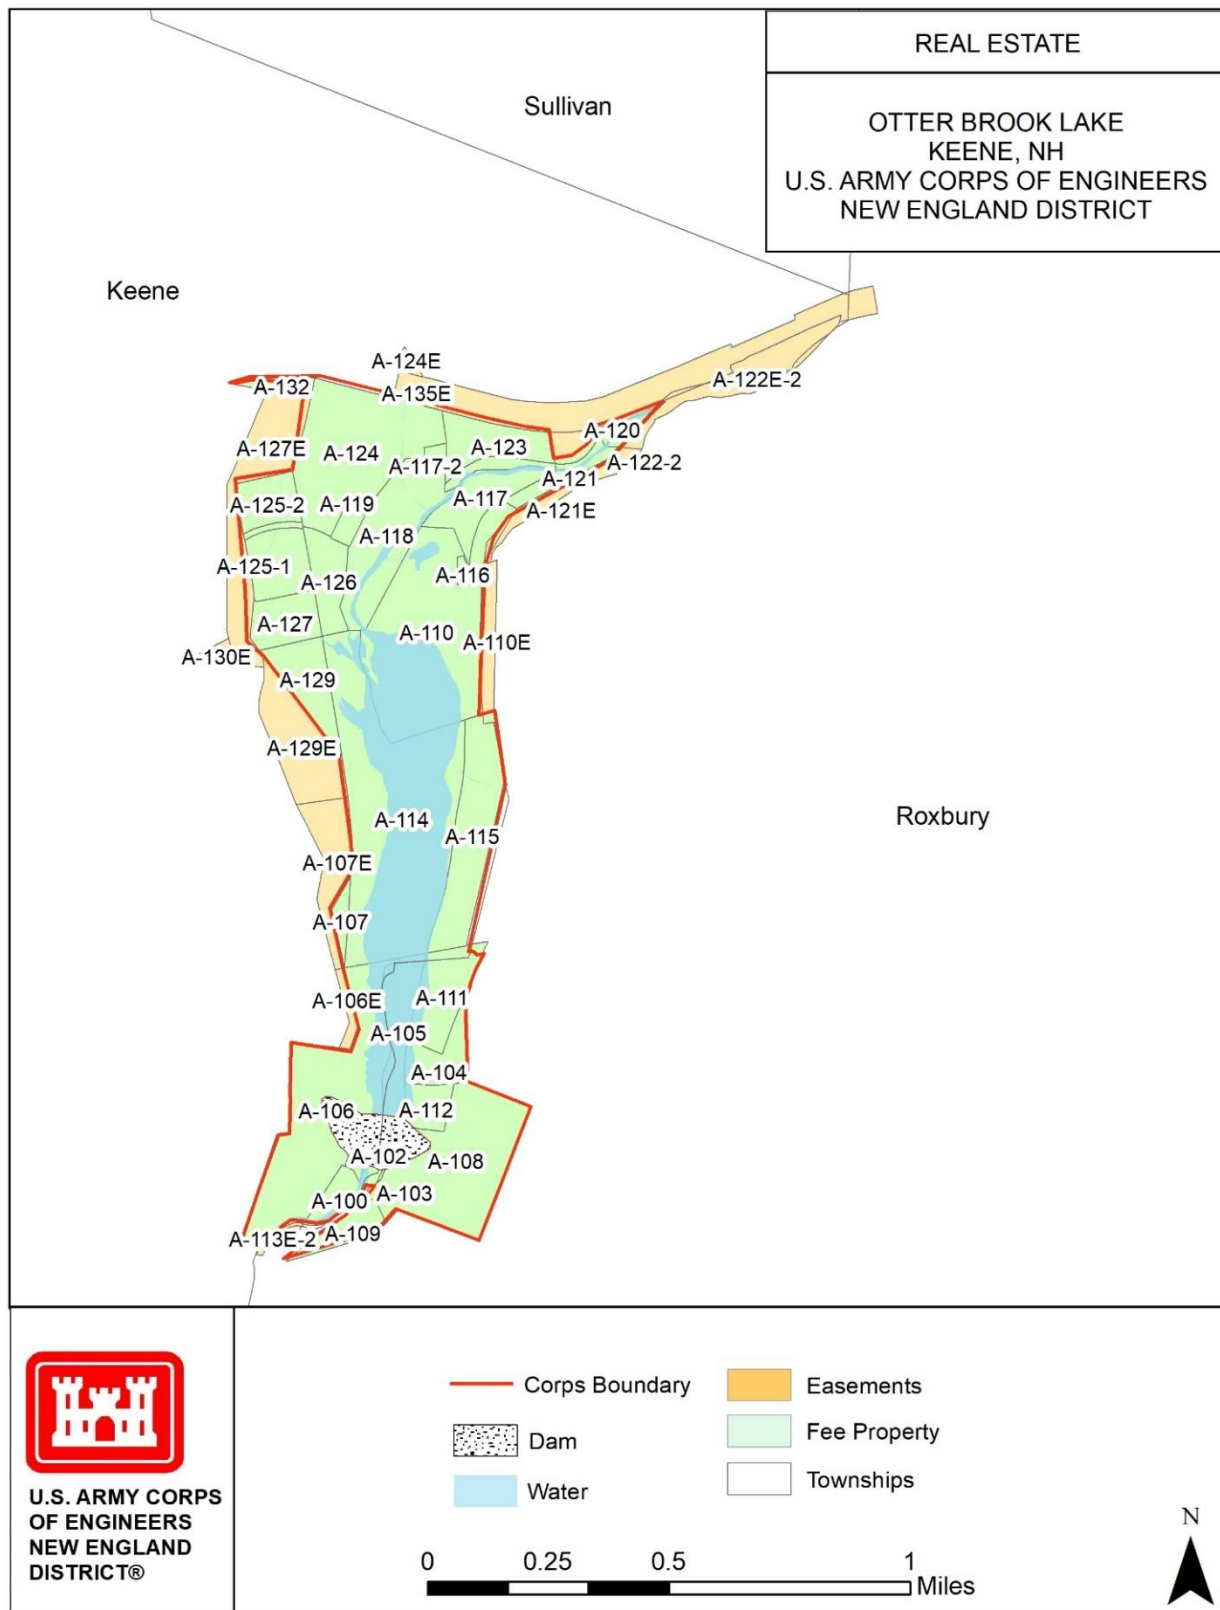 REAL ESTATE
OTTER BROOK LAKE
KEENE, NH
U.S. ARMY CORPS OF ENGINEERS
NEW ENGLAND DISTRICT
Sullivan
Keene
A-124E
A-135E
A-122E-2
A-132
A-120
A-127E
A-124
A-123
A-117-2
A-122-2
A-121
A-125-2
A-119
A-117
A-121E
A-118
A-125-1
A-126
A-116
A-127
A-110
A-110E
A-130E
A-129
A-129E
A-114
A-115
Roxbury
A-107E
A-107
A-106E
A-111
A-105
A-104
A-106
A-112
A-102
A-108
A-100
A-103
A-113E-2
A-109
U.S. ARMY CORPS
OF ENGINEERS
NEW ENGLAND
DISTRICT®
Corps Boundary
Dam
Water
Easements
Fee Property
Townships
0 0.25 0.5 1
Miles
N